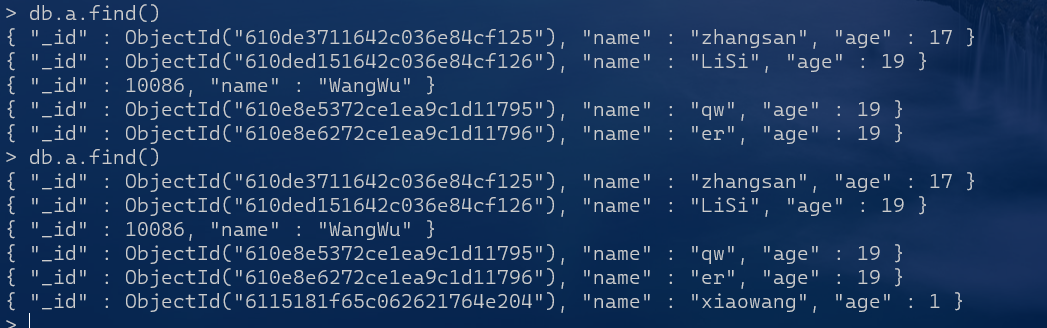 > db.a.find()
{ "_id" : ObjectId("610de3711642c036e84cf125"), "name" : "zhangsan", "age" : 17 }
{ "_id" : ObjectId("610ded151642c036e84cf126"), "name" : "LiSi", "age" : 19 }
{ "_id" : 10086, "name" : "WangWu" }
{ "_id" : ObjectId("610e8e5372ce1ea9c1d11795"), "name" : "qw", "age" : 19 }
{ "_id" : ObjectId("610e8e6272ce1ea9c1d11796"), "name" : "er", "age" : 19 }
> db.a.find()
{ "_id" : ObjectId("610de3711642c036e84cf125"), "name" : "zhangsan", "age" : 17 }
{ "_id" : ObjectId("610ded151642c036e84cf126"), "name" : "LiSi", "age" : 19 }
{ "_id" : 10086, "name" : "WangWu" }
{ "_id" : ObjectId("610e8e5372ce1ea9c1d11795"), "name" : "qw", "age" : 19 }
{ "_id" : ObjectId("610e8e6272ce1ea9c1d11796"), "name" : "er", "age" : 19 }
{ "_id" : ObjectId("6115181f65c062621764e204"), "name" : "xiaowang", "age" : 1 }
>